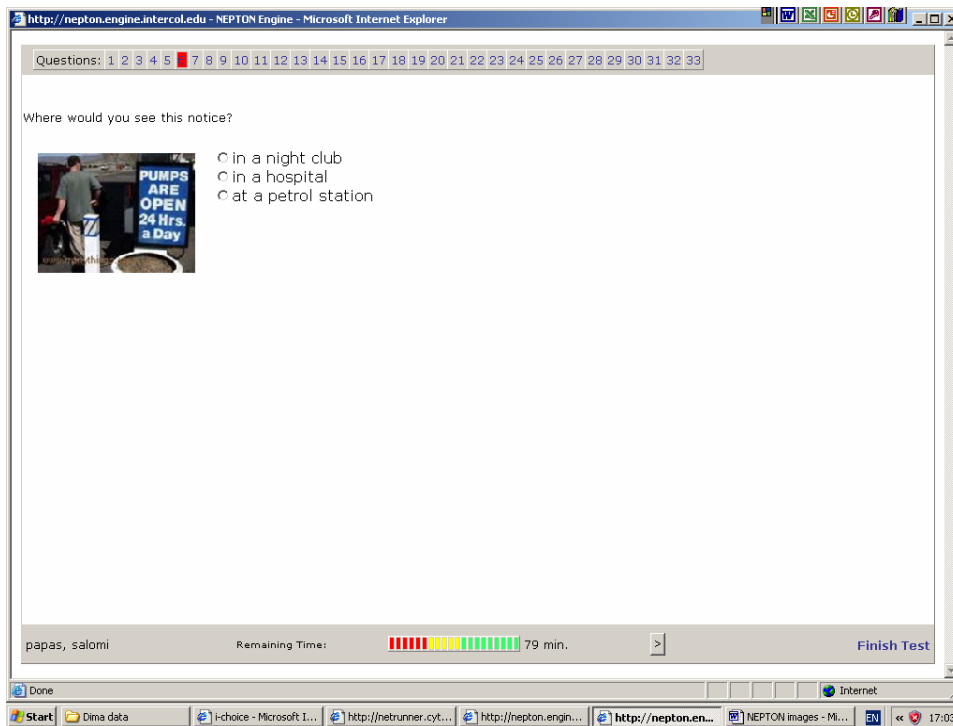 http://nepton.engine.intercol.edu - NEPTON Engine - Microsoft Internet Explorer
Questions: 1 2 3 4 5 7 8 9 10 11 12 13 14 15 16 17 18 19 20 21 22 23 24 25 26 27 28 29 30 31 32 33
Where would you see this notice?
PUMPS
ARE
OPEN
24 Hrs.
a Day
in a night club
in a hospital
at a petrol station
papas, salomi
Remaining Time:
79 min.
>
Finish Test
Done
Internet
Start
Dima data
i-choice - Microsoft I...
http://netrunner.cyt...
http://nepton.engin...
http://nepton.en...
NEPTON images - Mi...
EN
«
17:03